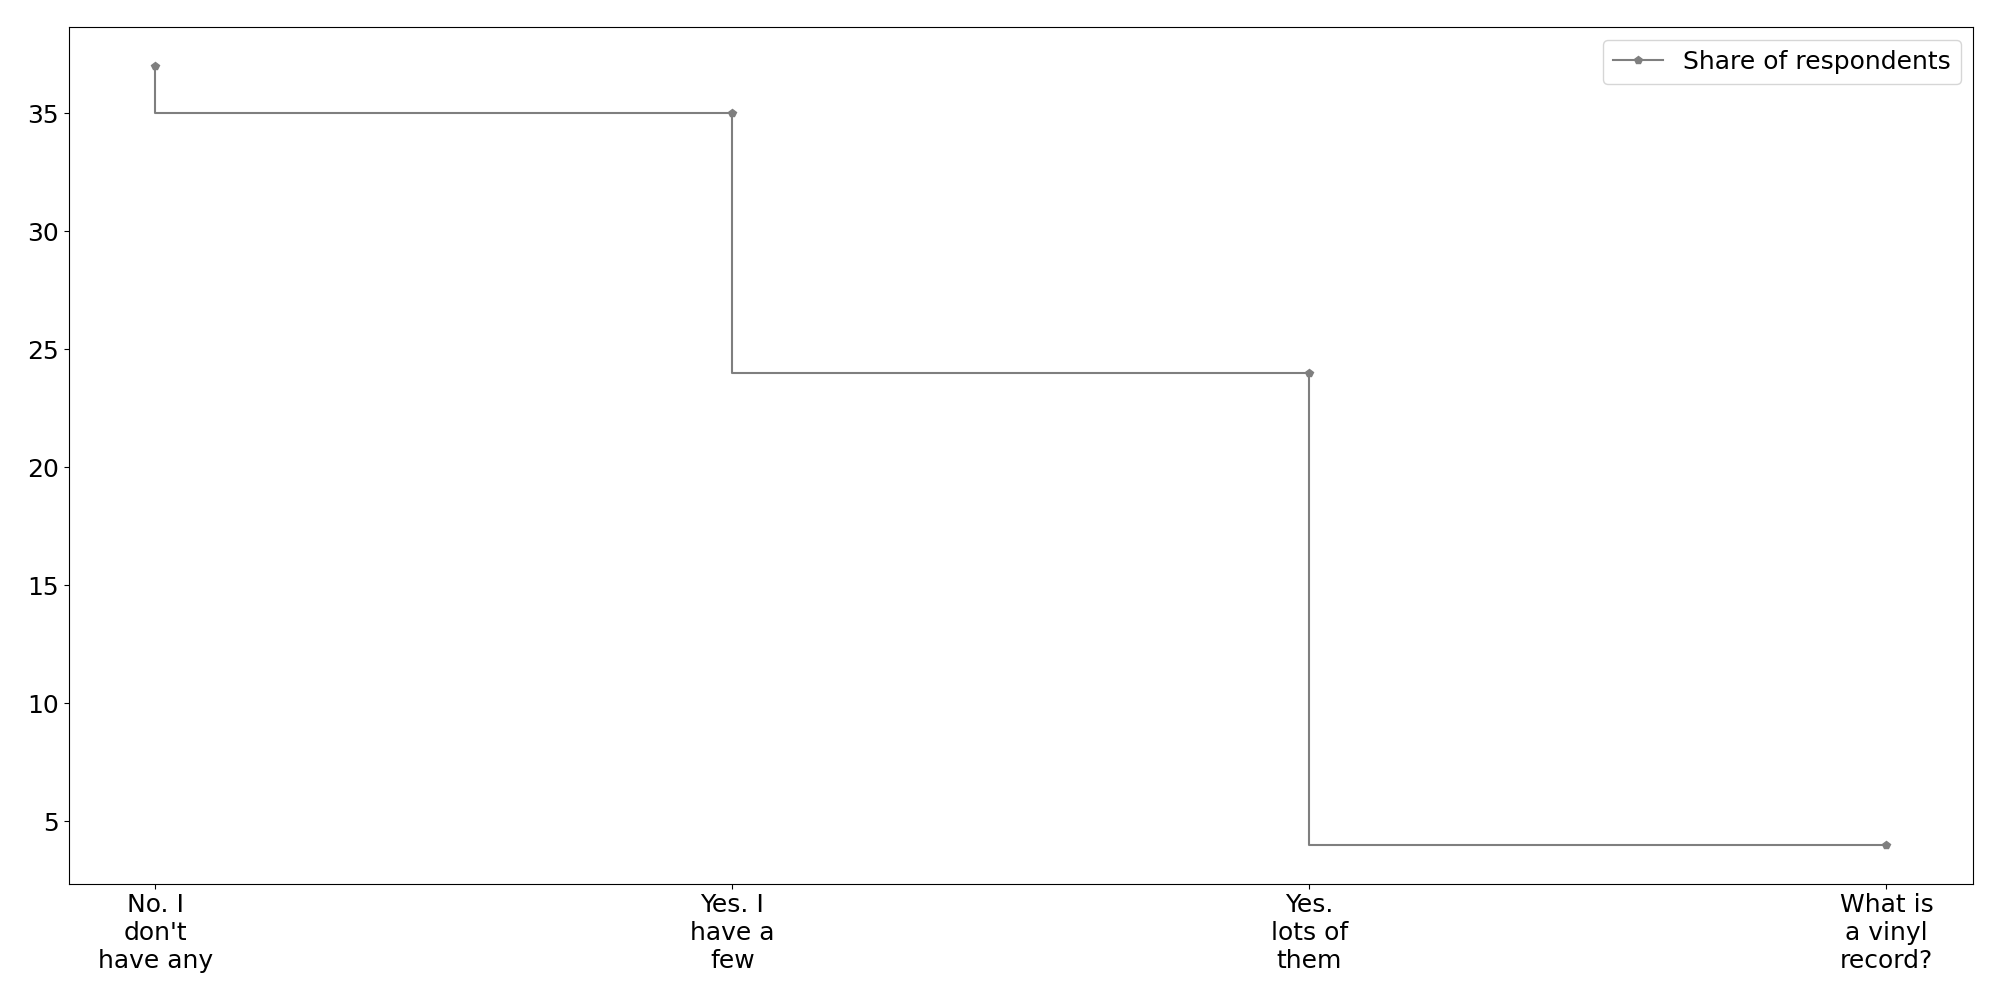 Share of respondents
35
30
25
20
15
10
5
No. I
don't
have any
Yes. I
have a
few
Yes.
lots of
them
What is
a vinyl
record?